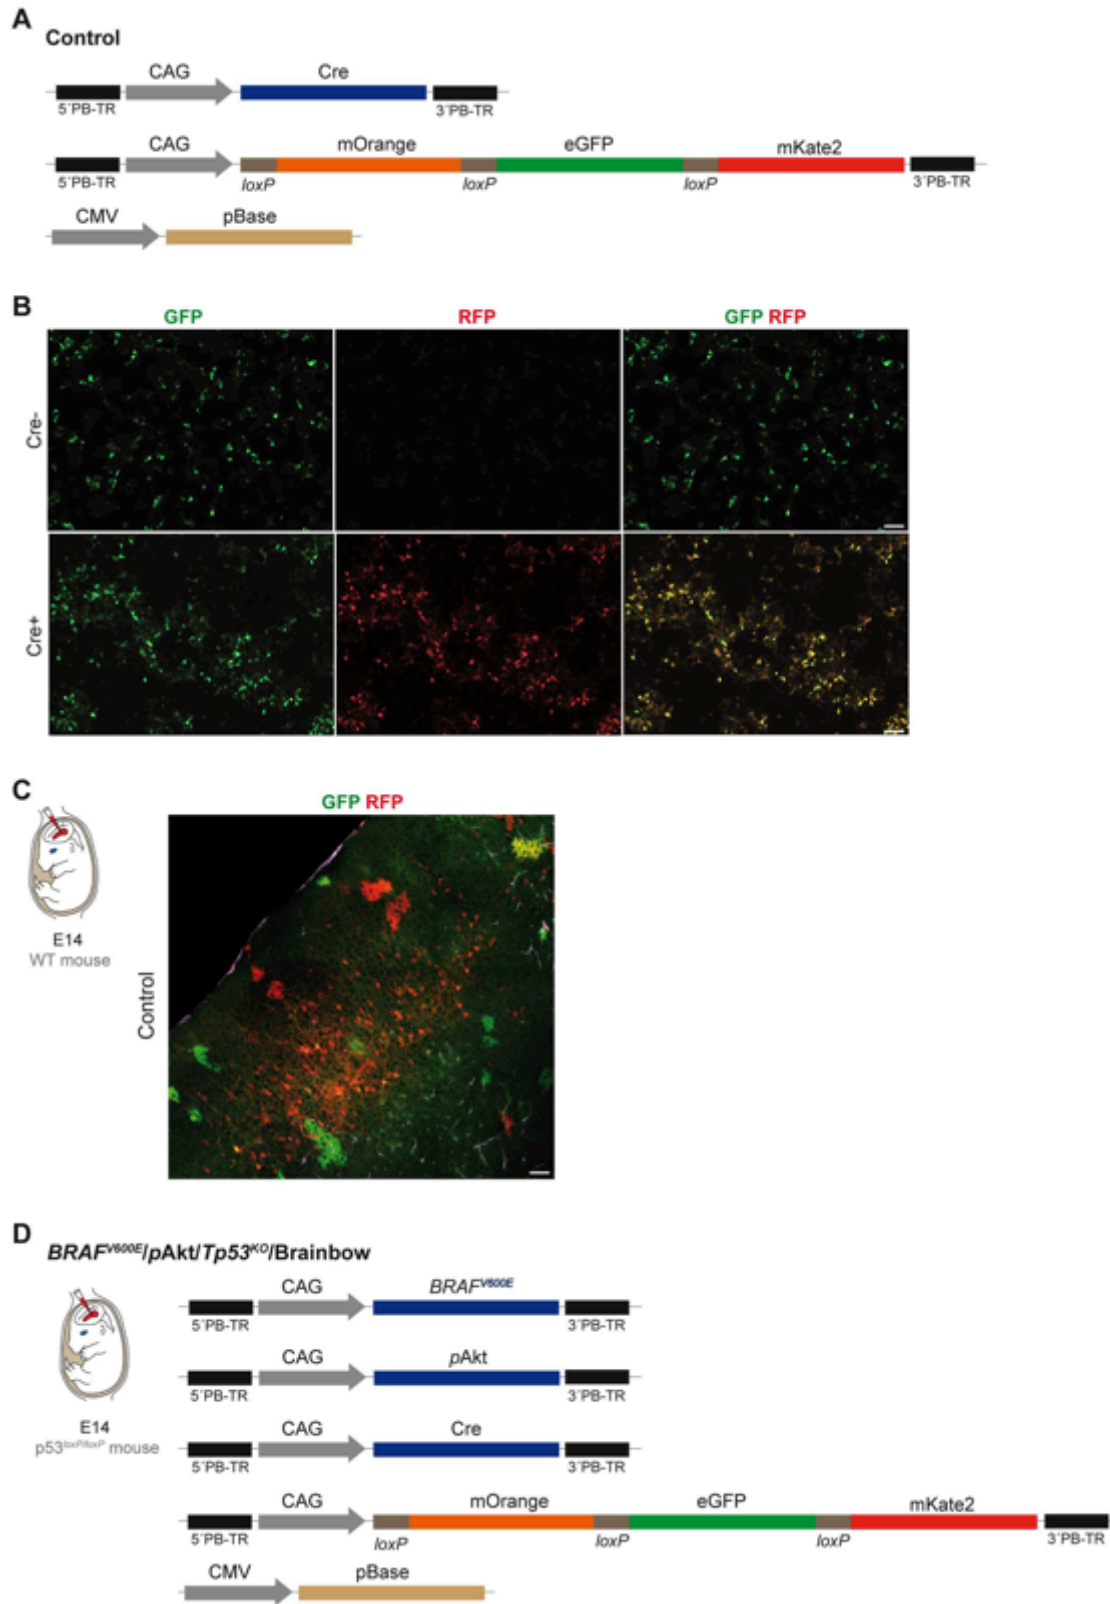 A
Control
CAG Cre
5´PB-TR 3´PB-TR
CAG mOrange eGFP mKate2
5´PB-TR loxP loxP loxP 3´PB-TR
CMV pBase
B
GFP RFP GFP RFP
Cre-
Cre+
C
GFP RFP
E14
WT mouse
Control
D
BRAFV600E/pAkt/Tp53KO/Brainbow
CAG BRAFV600E
5´PB-TR 3´PB-TR
CAG pAkt
5´PB-TR 3´PB-TR
E14
p53loxP/loxP mouse
CAG Cre
5´PB-TR 3´PB-TR
CAG mOrange eGFP mKate2
5´PB-TR loxP loxP loxP 3´PB-TR
CMV pBase